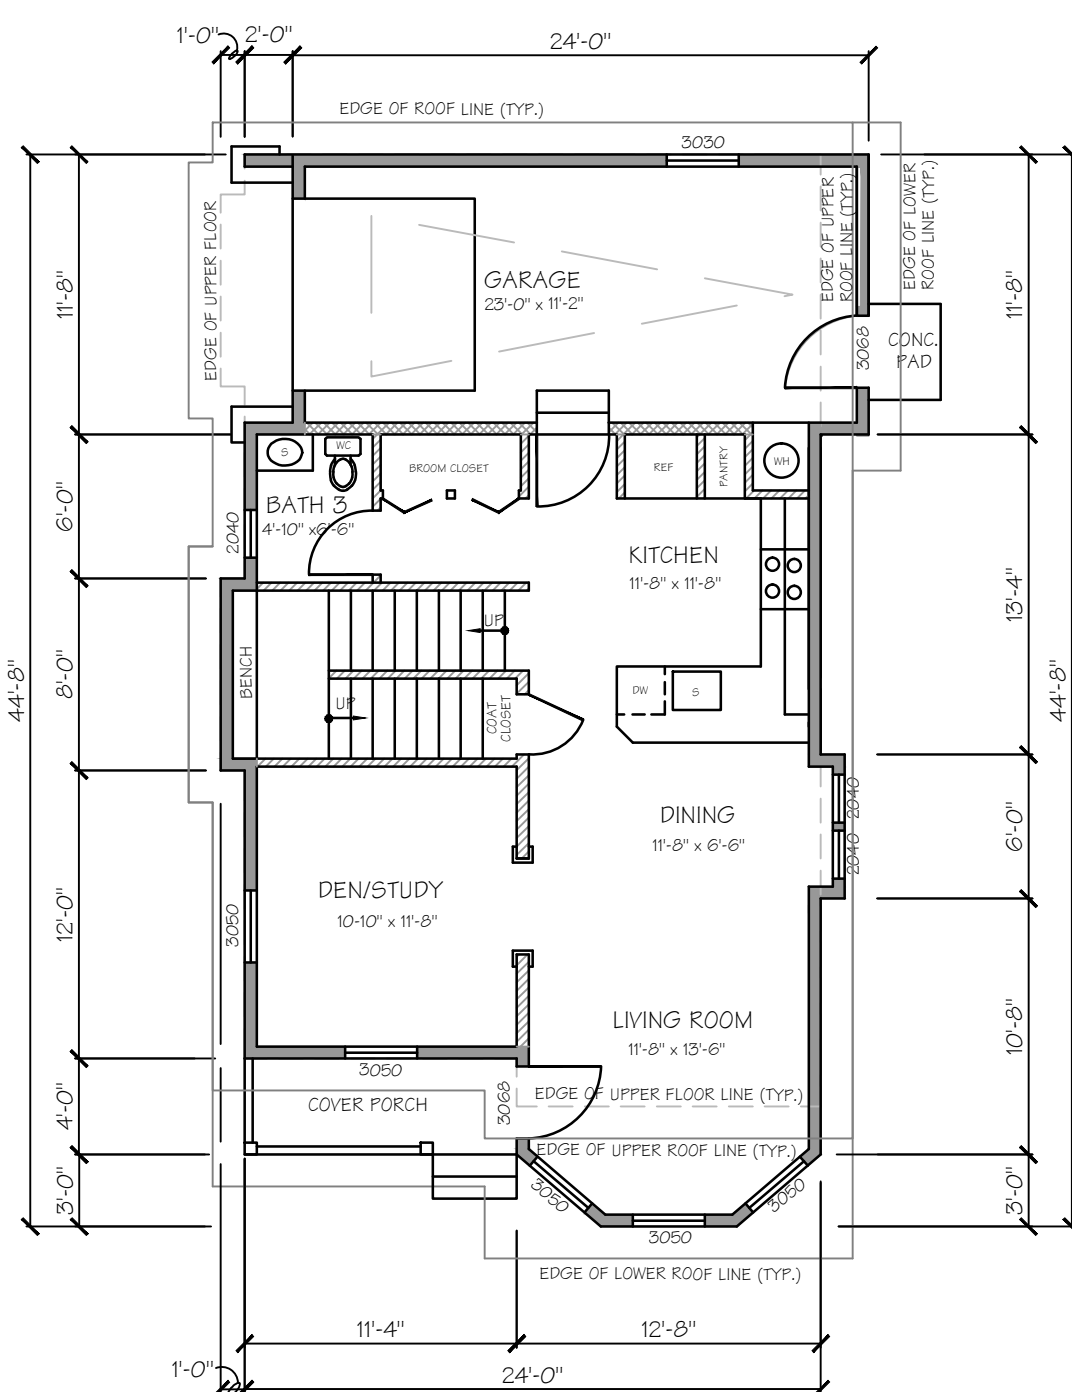 1'-0"
2'-0"
24'-0"
EDGE OF ROOF LINE (TYP.)
3030
EDGE OF UPPER FLOOR
EDGE OF UPPER
ROOF LINE (TYP.)
EDGE OF LOWER
ROOF LINE (TYP.)
11'-8"
GARAGE
23'-0" x 11'-2"
11'-8"
3068
CONC.
PAD
S
WC
BROOM CLOSET
REF
PANTRY
WH
6'-0"
2040
BATH 3
4'-10" x6'-6"
KITCHEN
11'-8" x 11'-8"
13'-4"
UP
44'-8"
8'-0"
BENCH
UP
COAT
CLOSET
DW
S
44'-8"
DINING
11'-8" x 6'-6"
2040
2040
6'-0"
DEN/STUDY
10-10" x 11'-8"
12'-0"
3050
LIVING ROOM
11'-8" x 13'-6"
10'-8"
3050
4'-0"
COVER PORCH
3068
EDGE OF UPPER FLOOR LINE (TYP.)
EDGE OF UPPER ROOF LINE (TYP.)
3'-0"
3050
3050
3'-0"
3050
EDGE OF LOWER ROOF LINE (TYP.)
11'-4"
12'-8"
1'-0"
24'-0"